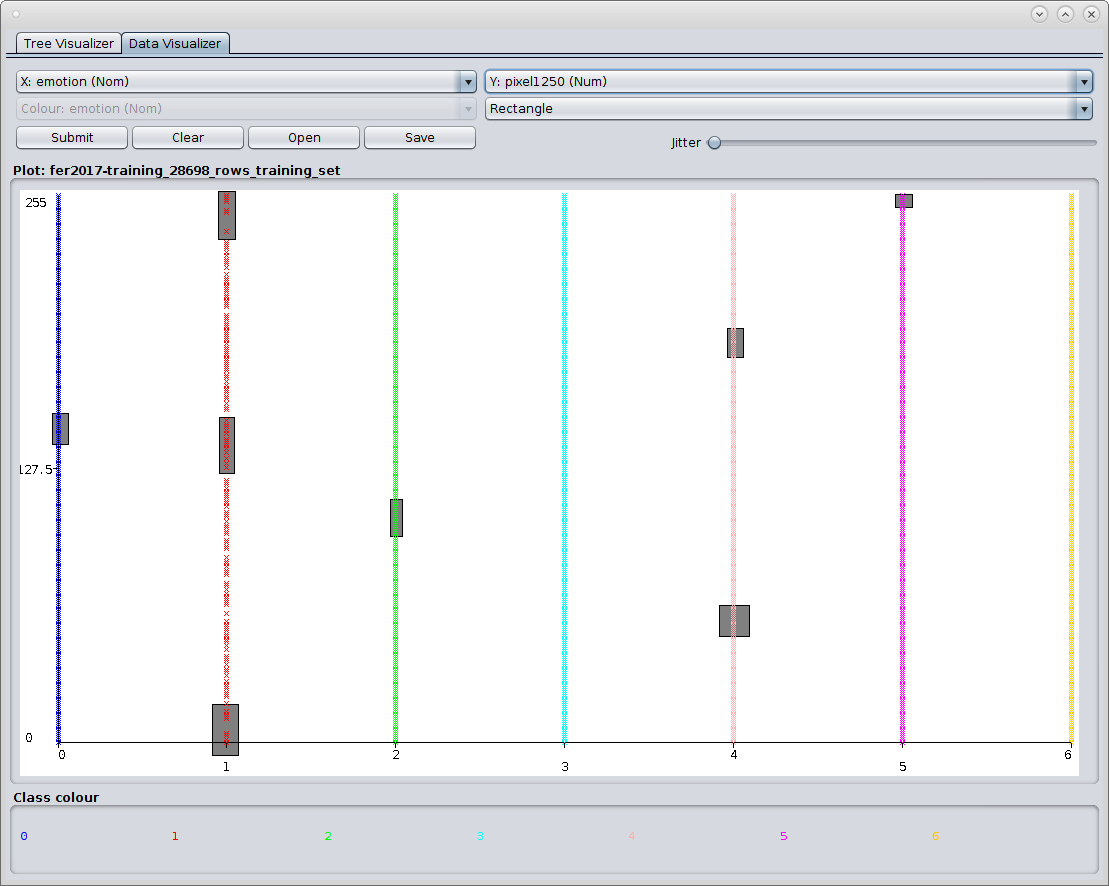 Tree Visualizer Data Visualizer
X: emotion (Nom) Y: pixel1250 (Num)
Colour: emotion (Nom) Rectangle
Submit Clear Open Save Jitter
Plot: fer2017-training_28698_rows_training_set
255
127.5
0
0 2 4 6
1 3 5
Class colour
0 1 2 3 4 5 6